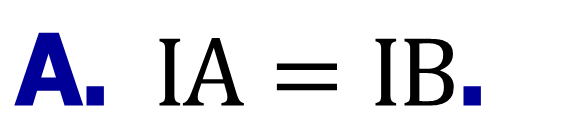 A. IA = IB.